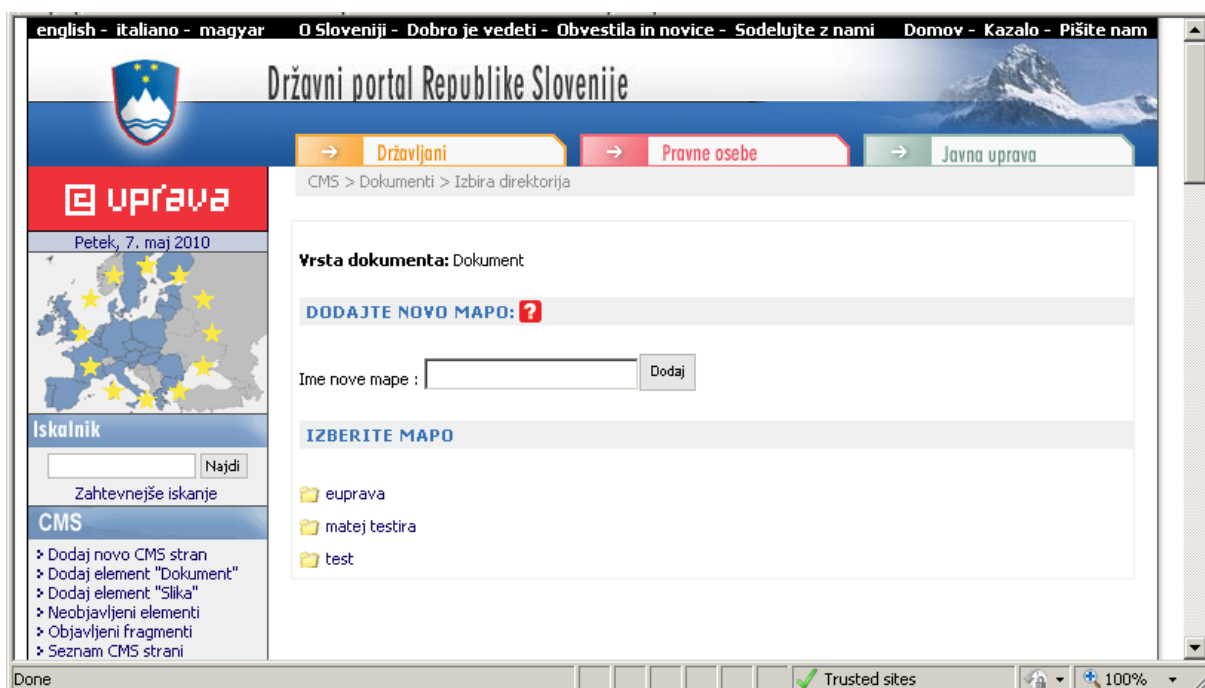 english - italiano - magyar O Sloveniji - Dobro je vedeti - Obvestila in novice - Sodelujte z nami Domov - Kazalo - Pišite nam
Državni portal Republike Slovenije
Državljani Pravne osebe Javna uprava
CMS > Dokumenti > Izbira direktorija
e uprava
Petek, 7. maj 2010
Vrsta dokumenta: Dokument
DODAJTE NOVO MAPO: ?
Ime nove mape : Dodaj
Iskalnik
Najdi
Zahtevnejše iskanje
CMS
Dodaj novo CMS stran
Dodaj element "Dokument"
Dodaj element "Slika"
Neobjavljeni elementi
Objavljeni fragmenti
Seznam CMS strani
IZBERITE MAPO
euprava
matej testira
test
Done Trusted sites 100%